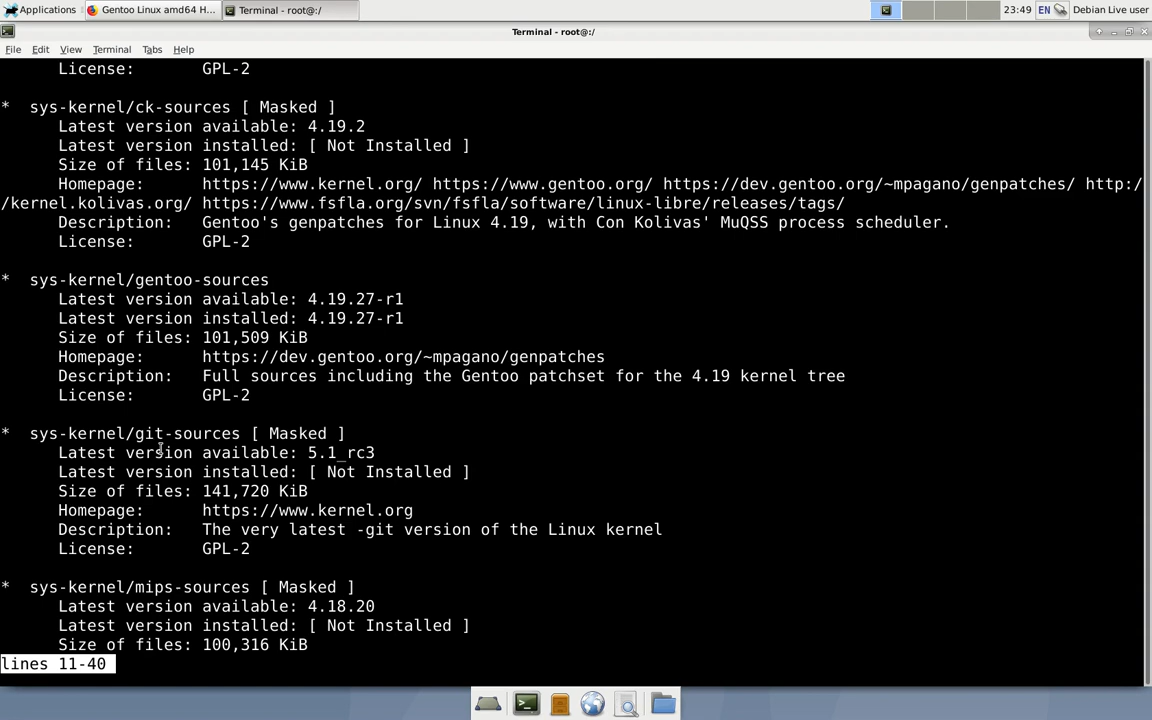 Applications
Gentoo Linux amd64 H...
Terminal - root@:/
23:49
EN
Debian Live user
Terminal - root@:/
File Edit View Terminal Tabs Help
License: GPL-2
* sys-kernel/ck-sources [ Masked ]
Latest version available: 4.19.2
Latest version installed: [ Not Installed ]
Size of files: 101,145 KiB
Homepage: https://www.kernel.org/ https://www.gentoo.org/ https://dev.gentoo.org/~mpagano/genpatches/ http:/
/kernel.kolivas.org/ https://www.fsfla.org/svn/fsfla/software/linux-libre/releases/tags/
Description: Gentoo's genpatches for Linux 4.19, with Con Kolivas' MuQSS process scheduler.
License: GPL-2
* sys-kernel/gentoo-sources
Latest version available: 4.19.27-r1
Latest version installed: 4.19.27-r1
Size of files: 101,509 KiB
Homepage: https://dev.gentoo.org/~mpagano/genpatches
Description: Full sources including the Gentoo patchset for the 4.19 kernel tree
License: GPL-2
* sys-kernel/git-sources [ Masked ]
Latest version available: 5.1_rc3
Latest version installed: [ Not Installed ]
Size of files: 141,720 KiB
Homepage: https://www.kernel.org
Description: The very latest -git version of the Linux kernel
License: GPL-2
* sys-kernel/mips-sources [ Masked ]
Latest version available: 4.18.20
Latest version installed: [ Not Installed ]
Size of files: 100,316 KiB
lines 11-40